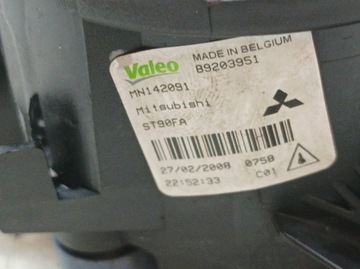 Valeo
MADE IN BELGIUM
89203951
MN142091
Mitsubishi
ST90FA
27/02/2008 0758
22:52:33 C01